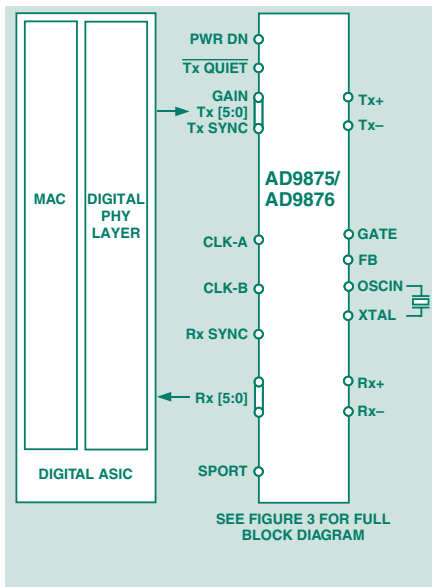 PWR DN
Tx QUIET
GAIN
Tx [5:0]
Tx SYNC
Tx+
Tx–
MAC
DIGITAL
PHY
LAYER
AD9875/
AD9876
CLK-A
GATE
FB
CLK-B
OSCIN
XTAL
Rx SYNC
Rx [5:0]
Rx+
Rx–
DIGITAL ASIC
SPORT
SEE FIGURE 3 FOR FULL
BLOCK DIAGRAM